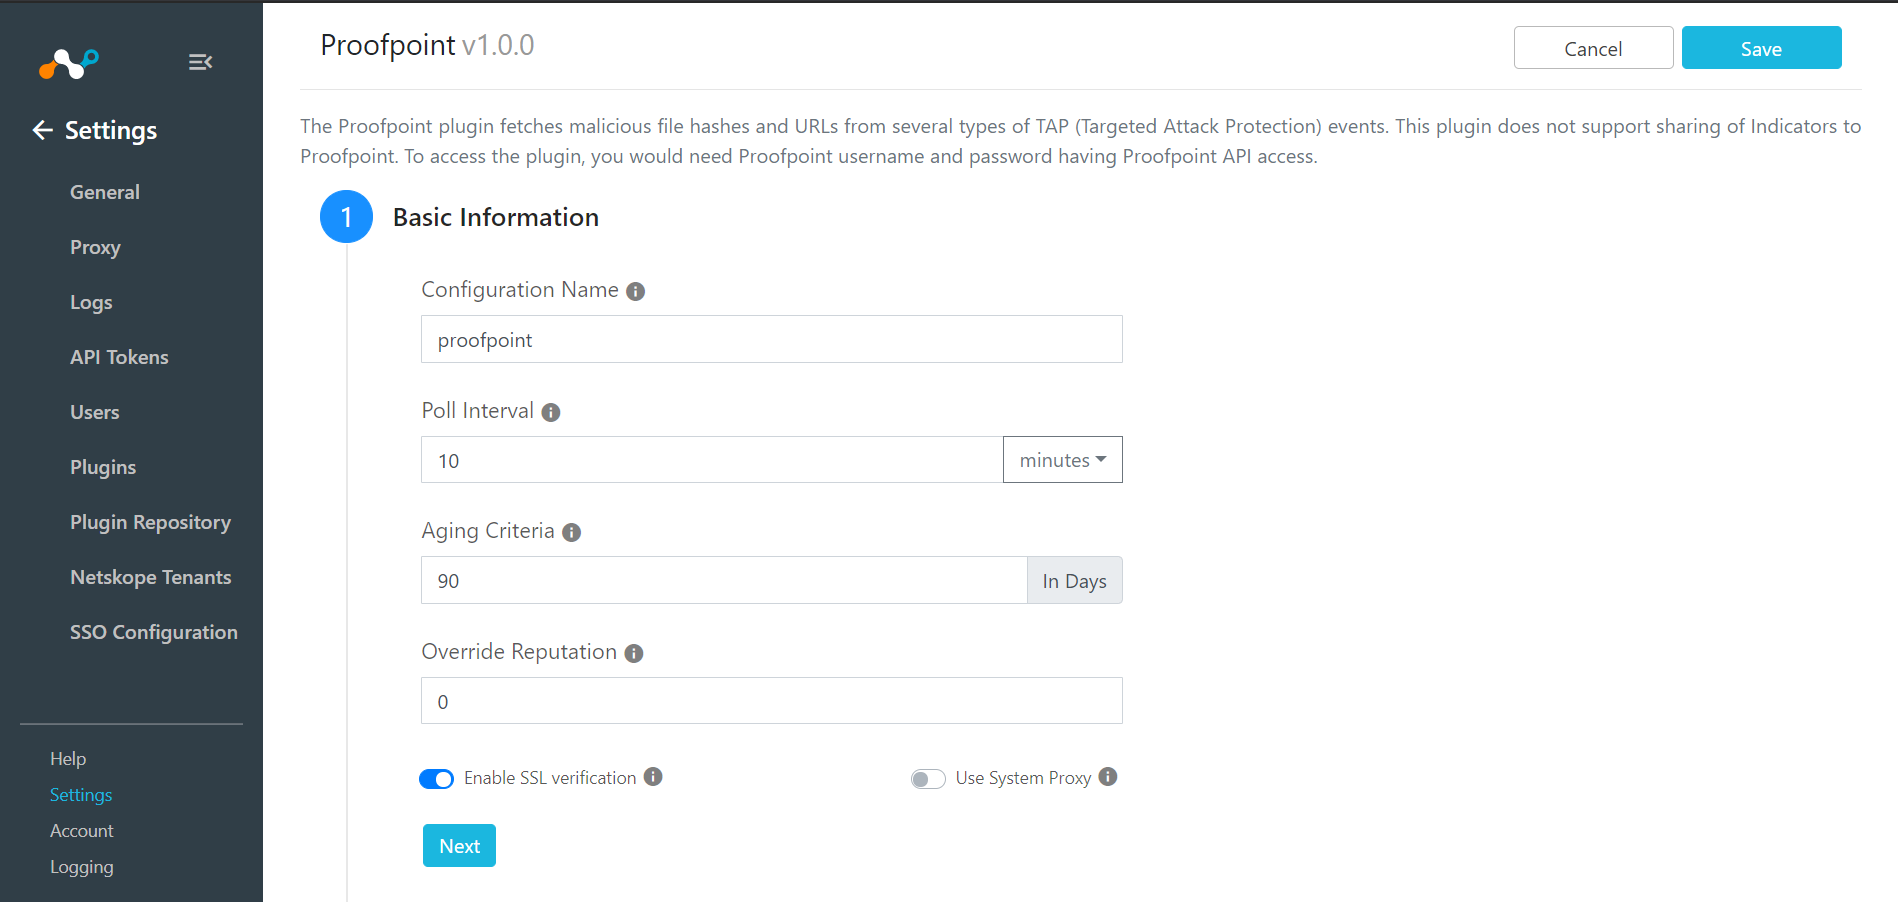 Settings
General
Proxy
Logs
API Tokens
Users
Plugins
Plugin Repository
Netskope Tenants
SSO Configuration
Help
Settings
Account
Logging
Proofpoint v1.0.0
Cancel
Save
The Proofpoint plugin fetches malicious file hashes and URLs from several types of TAP (Targeted Attack Protection) events. This plugin does not support sharing of Indicators to
Proofpoint. To access the plugin, you would need Proofpoint username and password having Proofpoint API access.
1 Basic Information
Configuration Name
proofpoint
Poll Interval
10 minutes
Aging Criteria
90 In Days
Override Reputation
0
Enable SSL verification Use System Proxy
Next